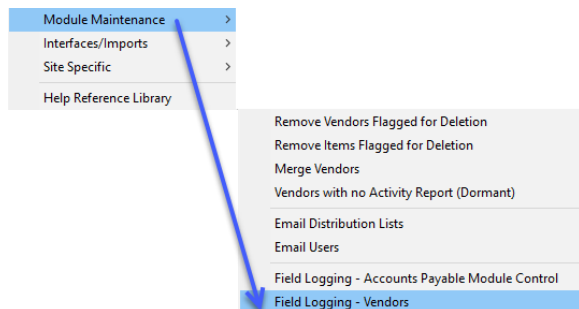 Module Maintenance
Interfaces/Imports
Site Specific
Help Reference Library
Remove Vendors Flagged for Deletion
Remove Items Flagged for Deletion
Merge Vendors
Vendors with no Activity Report (Dormant)
Email Distribution Lists
Email Users
Field Logging - Accounts Payable Module Control
Field Logging - Vendors